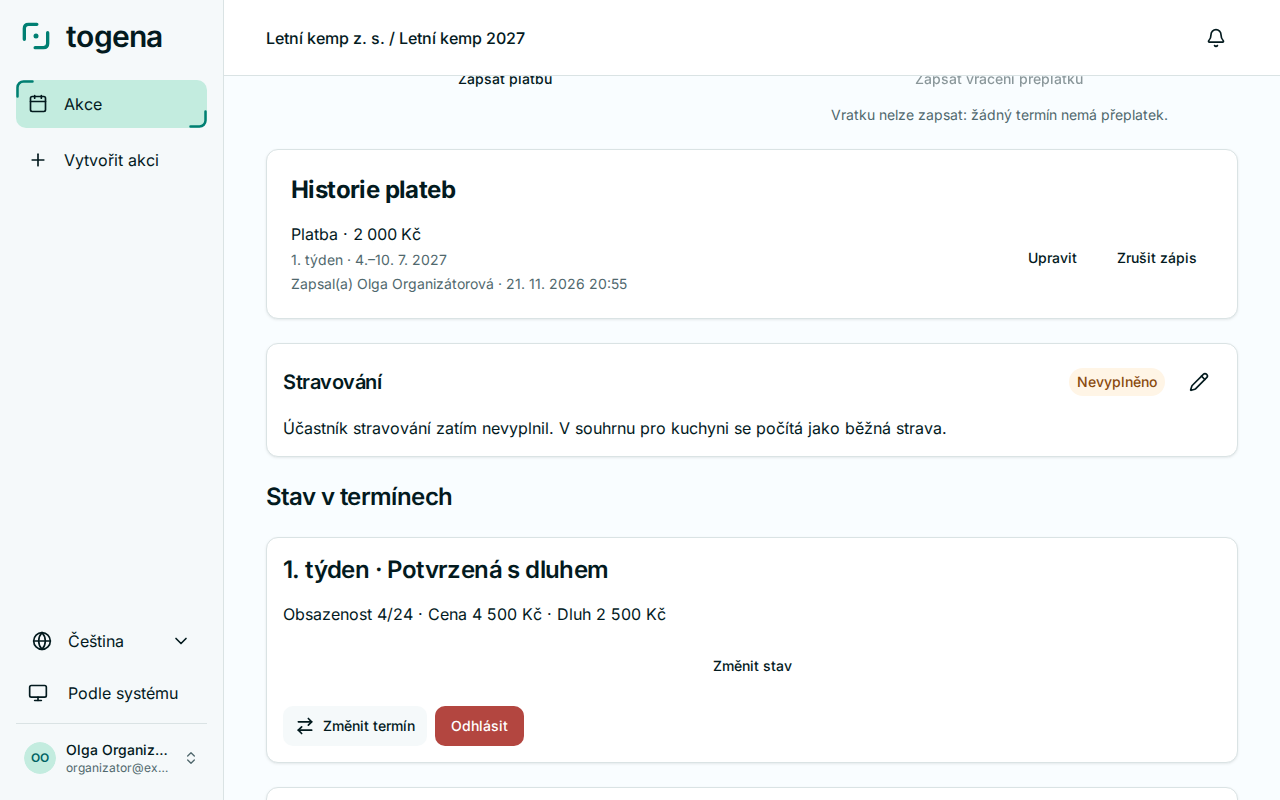 togena
Letní kemp z. s. / Letní kemp 2027
Akce
Vytvořit akci
Zapsat platbu
Zapsat vrácení přeplatku
Vratku nelze zapsat: žádný termín nemá přeplatek.
Historie plateb
Platba · 2 000 Kč
1. týden · 4.–10. 7. 2027
Zapsal(a) Olga Organizátorová · 21. 11. 2026 20:55
Upravit
Zrušit zápis
Stravování
Nevyplněno
Účastník stravování zatím nevyplnil. V souhrnu pro kuchyni se počítá jako běžná strava.
Stav v termínech
1. týden · Potvrzená s dluhem
Obsazenost 4/24 · Cena 4 500 Kč · Dluh 2 500 Kč
Změnit stav
Změnit termín
Odhlásit
Čeština
Podle systému
OO
Olga Organiz...
organizator@ex...